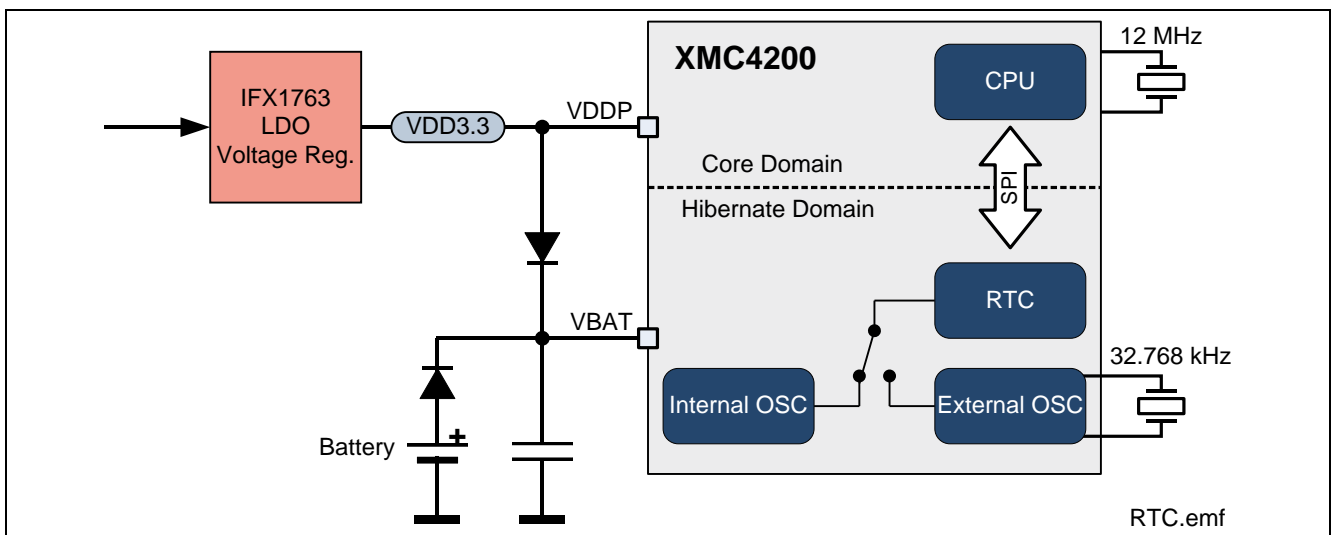 XMC4200
12 MHz
CPU
IFX1763
LDO
Voltage Reg.
VDD3.3
VDDP
Core Domain
SPI
Hibernate Domain
RTC
VBAT
32.768 kHz
Internal OSC
External OSC
Battery
+
RTC.emf